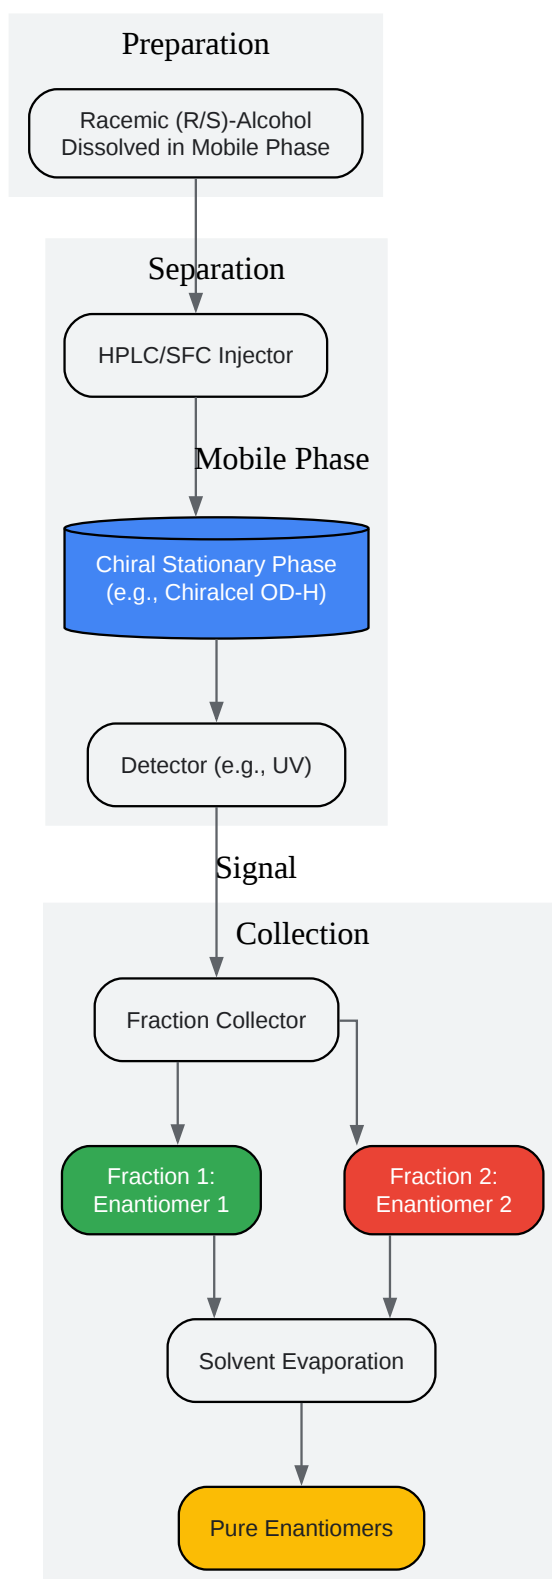 Preparation
Racemic (R/S)-Alcohol
Dissolved in Mobile Phase
Separation
HPLC/SFC Injector
Mobile Phase
Chiral Stationary Phase
(e.g., Chiralcel OD-H)
Detector (e.g., UV)
Signal
Collection
Fraction Collector
Fraction 1:
Enantiomer 1
Fraction 2:
Enantiomer 2
Solvent Evaporation
Pure Enantiomers